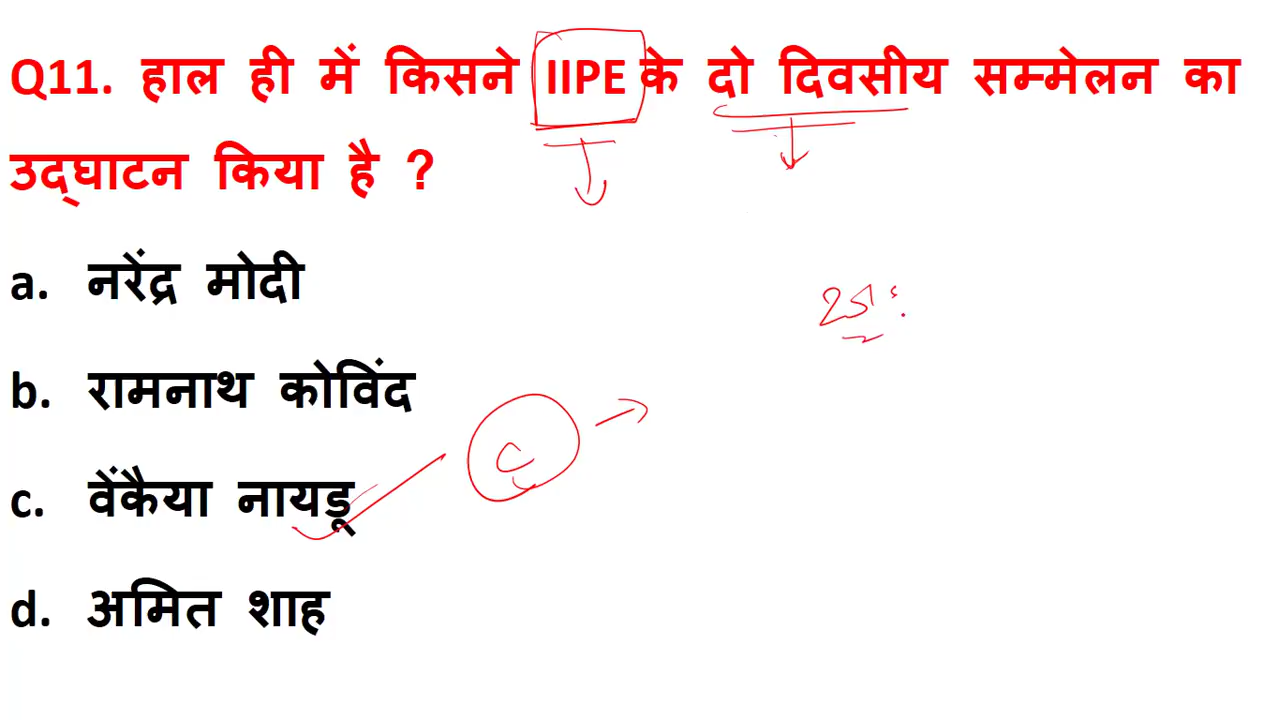 Q11. हाल ही में किसने IIPE के दो दिवसीय सम्मेलन का
उद्घाटन किया है ?
a. नरेंद्र मोदी
b. रामनाथ कोविंद
c. वेंकैया नायडू
C
d. अमित शाह